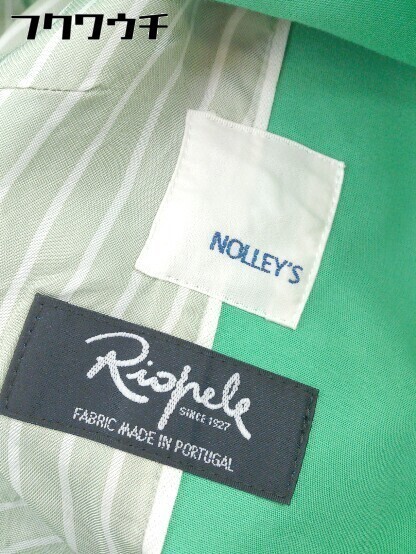 フクワウチ
NOLLEY'S
Riopele
SINCE 1927
FABRIC MADE IN PORTUGAL